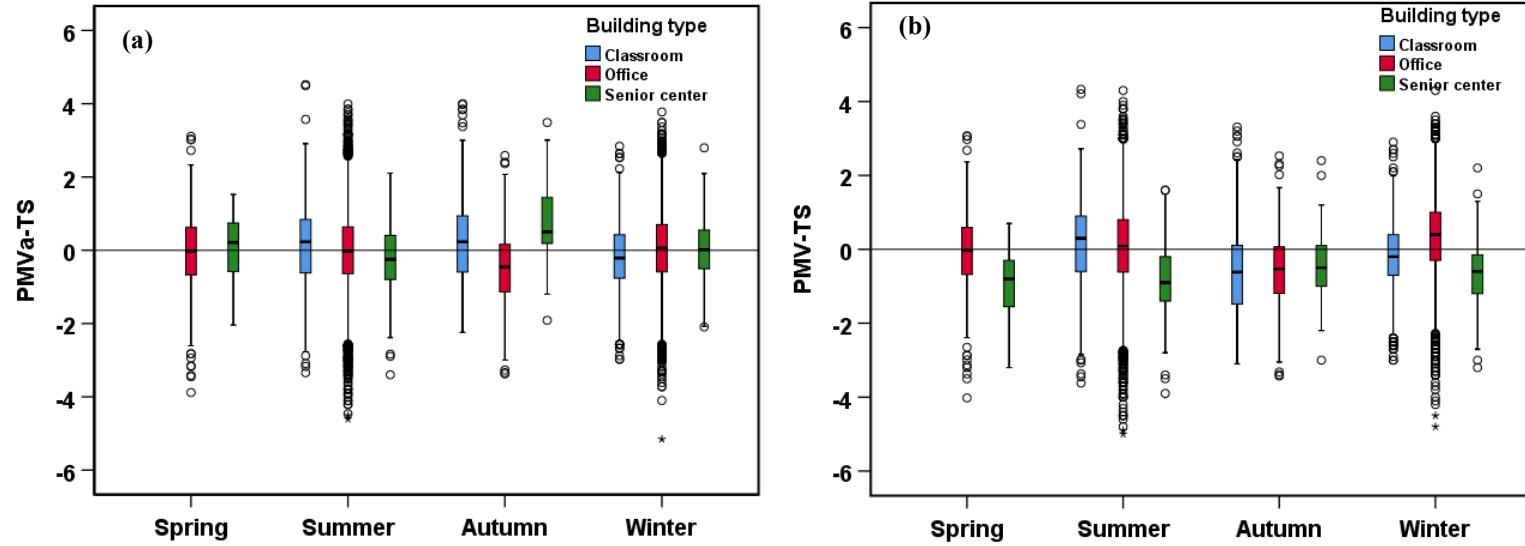 (a)
Building type
Classroom
Office
Senior center
PMVa-TS
6
4
2
0
-2
-4
-6
Spring Summer Autumn Winter
(b)
Building type
Classroom
Office
Senior center
PMV-TS
6
4
2
0
-2
-4
-6
Spring Summer Autumn Winter